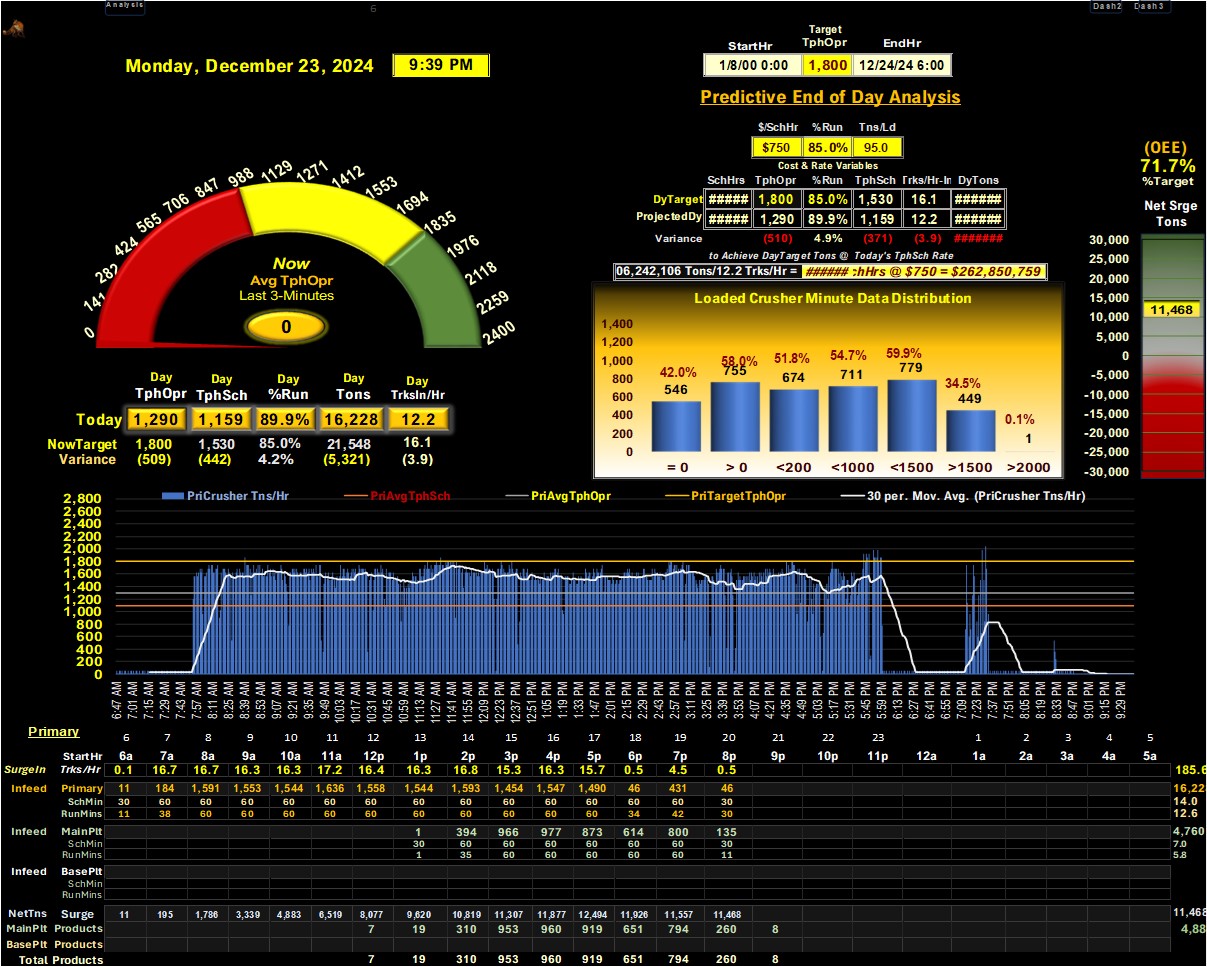 Analysis
6
Dash2 Dash3
Monday, December 23, 2024 9:39 PM
StartHr Target TphOpr EndHr
1/8/00 0:00 1,800 12/24/24 6:00
Predictive End of Day Analysis
$/SchHr %Run Tns/Ld
$750 85.0% 95.0
Cost & Rate Variables
SchHrs TphOpr %Run TphSch Trks/Hr-In DyTons
DyTarget ##### 1,800 85.0% 1,530 16.1 ######
ProjectedDy ##### 1,290 89.9% 1,159 12.2 ######
Variance (510) 4.9% (371) (3.9) #######
to Achieve DayTarget Tons @ Today's TphSch Rate
06,242,106 Tons/12.2 Trks/Hr = ###### :hHrs @ $750 = $262,850,759
(OEE)
71.7%
%Target
Net Srge
Tons
30,000
25,000
20,000
15,000
11,468
10,000
5,000
0
-5,000
-10,000
-15,000
-20,000
-25,000
-30,000
0 141 282 424 565 706 847 988 1129 1271 1412 1553 1694 1835 1976 2118 2259 2400
Now
Avg TphOpr
Last 3-Minutes
0
Day Day Day Day Day
TphOpr TphSch %Run Tons TrksIn/Hr
Today 1,290 1,159 89.9% 16,228 12.2
NowTarget 1,800 1,530 85.0% 21,548 16.1
Variance (509) (442) 4.2% (5,321) (3.9)
Loaded Crusher Minute Data Distribution
1,400
1,200
1,000
800
600
400
200
0
42.0% 58.0% 51.8% 54.7% 59.9% 34.5% 0.1%
546 755 674 711 779 449 1
= 0 > 0 <200 <1000 <1500 >1500 >2000
PriCrusher Tns/Hr PriAvgTphSch PriAvgTphOpr PriTargetTphOpr 30 per. Mov. Avg. (PriCrusher Tns/Hr)
2,800
2,600
2,400
2,200
2,000
1,800
1,600
1,400
1,200
1,000
800
600
400
200
0
6:47 AM 7:01 AM 7:15 AM 7:29 AM 7:43 AM 7:57 AM 8:11 AM 8:25 AM 8:39 AM 8:53 AM 9:07 AM 9:21 AM 9:35 AM 9:49 AM 10:03 AM 10:17 AM 10:31 AM 10:45 AM 10:59 AM 11:13 AM 11:27 AM 11:41 AM 11:55 AM 12:09 PM 12:23 PM 12:37 PM 12:51 PM 1:05 PM 1:19 PM 1:33 PM 1:47 PM 2:01 PM 2:15 PM 2:29 PM 2:43 PM 2:57 PM 3:11 PM 3:25 PM 3:39 PM 3:53 PM 4:07 PM 4:21 PM 4:35 PM 4:49 PM 5:03 PM 5:17 PM 5:31 PM 5:45 PM 5:59 PM 6:13 PM 6:27 PM 6:41 PM 6:55 PM 7:09 PM 7:23 PM 7:37 PM 7:51 PM 8:05 PM 8:19 PM 8:33 PM 8:47 PM 9:01 PM 9:15 PM 9:29 PM
Primary
6 7 8 9 10 11 12 13 14 15 16 17 18 19 20 21 22 23 1 2 3 4 5
StartHr 6a 7a 8a 9a 10a 11a 12p 1p 2p 3p 4p 5p 6p 7p 8p 9p 10p 11p 12a 1a 2a 3a 4a 5a
SurgeIn Trks/Hr 0.1 16.7 16.7 16.3 16.3 17.2 16.4 16.3 16.8 15.3 16.3 15.7 0.5 4.5 0.5 185.6
Infeed Primary 11 184 1,591 1,553 1,544 1,636 1,558 1,544 1,593 1,454 1,547 1,490 46 431 46 16,228
SchMin 30 60 60 60 60 60 60 60 60 60 60 60 60 60 30 14.0
RunMins 11 38 60 60 60 60 60 60 60 60 60 60 34 42 30 12.6
Infeed MainPlt 1 394 966 977 873 614 800 135 4,760
SchMin 30 60 60 60 60 60 60 30 7.0
RunMins 1 35 60 60 60 60 60 11 5.8
Infeed BasePlt
SchMin
RunMins
NetTns Surge 11 195 1,786 3,339 4,883 6,519 8,077 9,620 10,819 11,307 11,877 12,494 11,926 11,557 11,468 11,468
MainPlt Products 7 19 310 953 960 919 651 794 260 8 4,88
BasePlt Products
Total Products 7 19 310 953 960 919 651 794 260 8